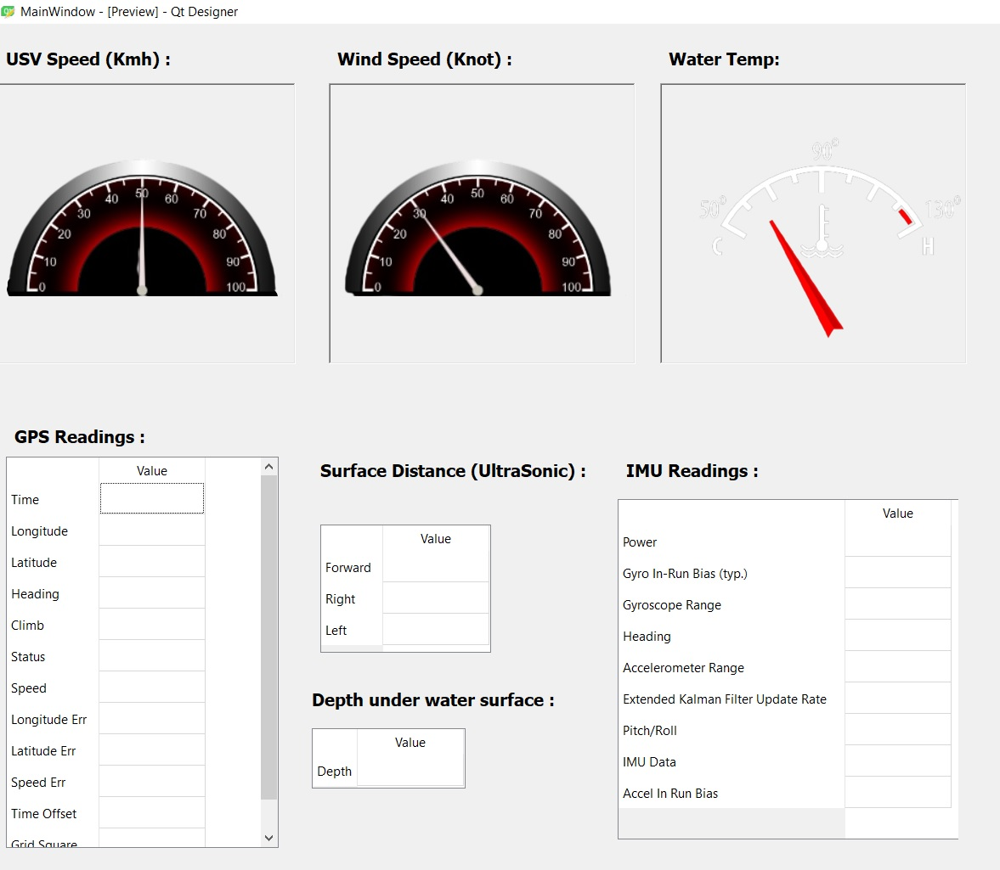 MainWindow - [Preview] - Qt Designer
USV Speed (Kmh) :
Wind Speed (Knot) :
Water Temp:
0 10 20 30 40 50 60 70 80 90 100
0 10 20 30 40 50 60 70 80 90 100
50° 90° 130°
C H
GPS Readings :
Value
Time
Longitude
Latitude
Heading
Climb
Status
Speed
Longitude Err
Latitude Err
Speed Err
Time Offset
Grid Square
Surface Distance (UltraSonic) :
Value
Forward
Right
Left
Depth under water surface :
Value
Depth
IMU Readings :
Value
Power
Gyro In-Run Bias (typ.)
Gyroscope Range
Heading
Accelerometer Range
Extended Kalman Filter Update Rate
Pitch/Roll
IMU Data
Accel In Run Bias